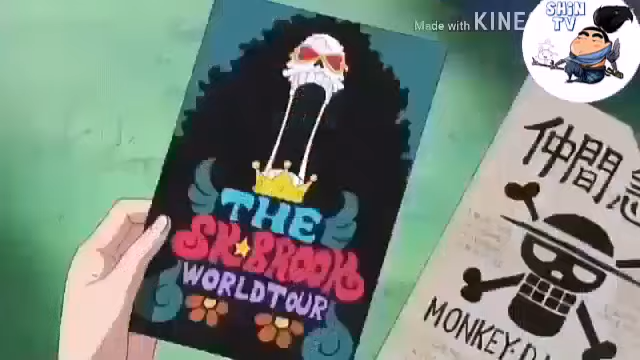 Made with KINE
SHiN
TV
THE
SK★BROOK
WORLD TOUR
仲間急
MONKEY.D